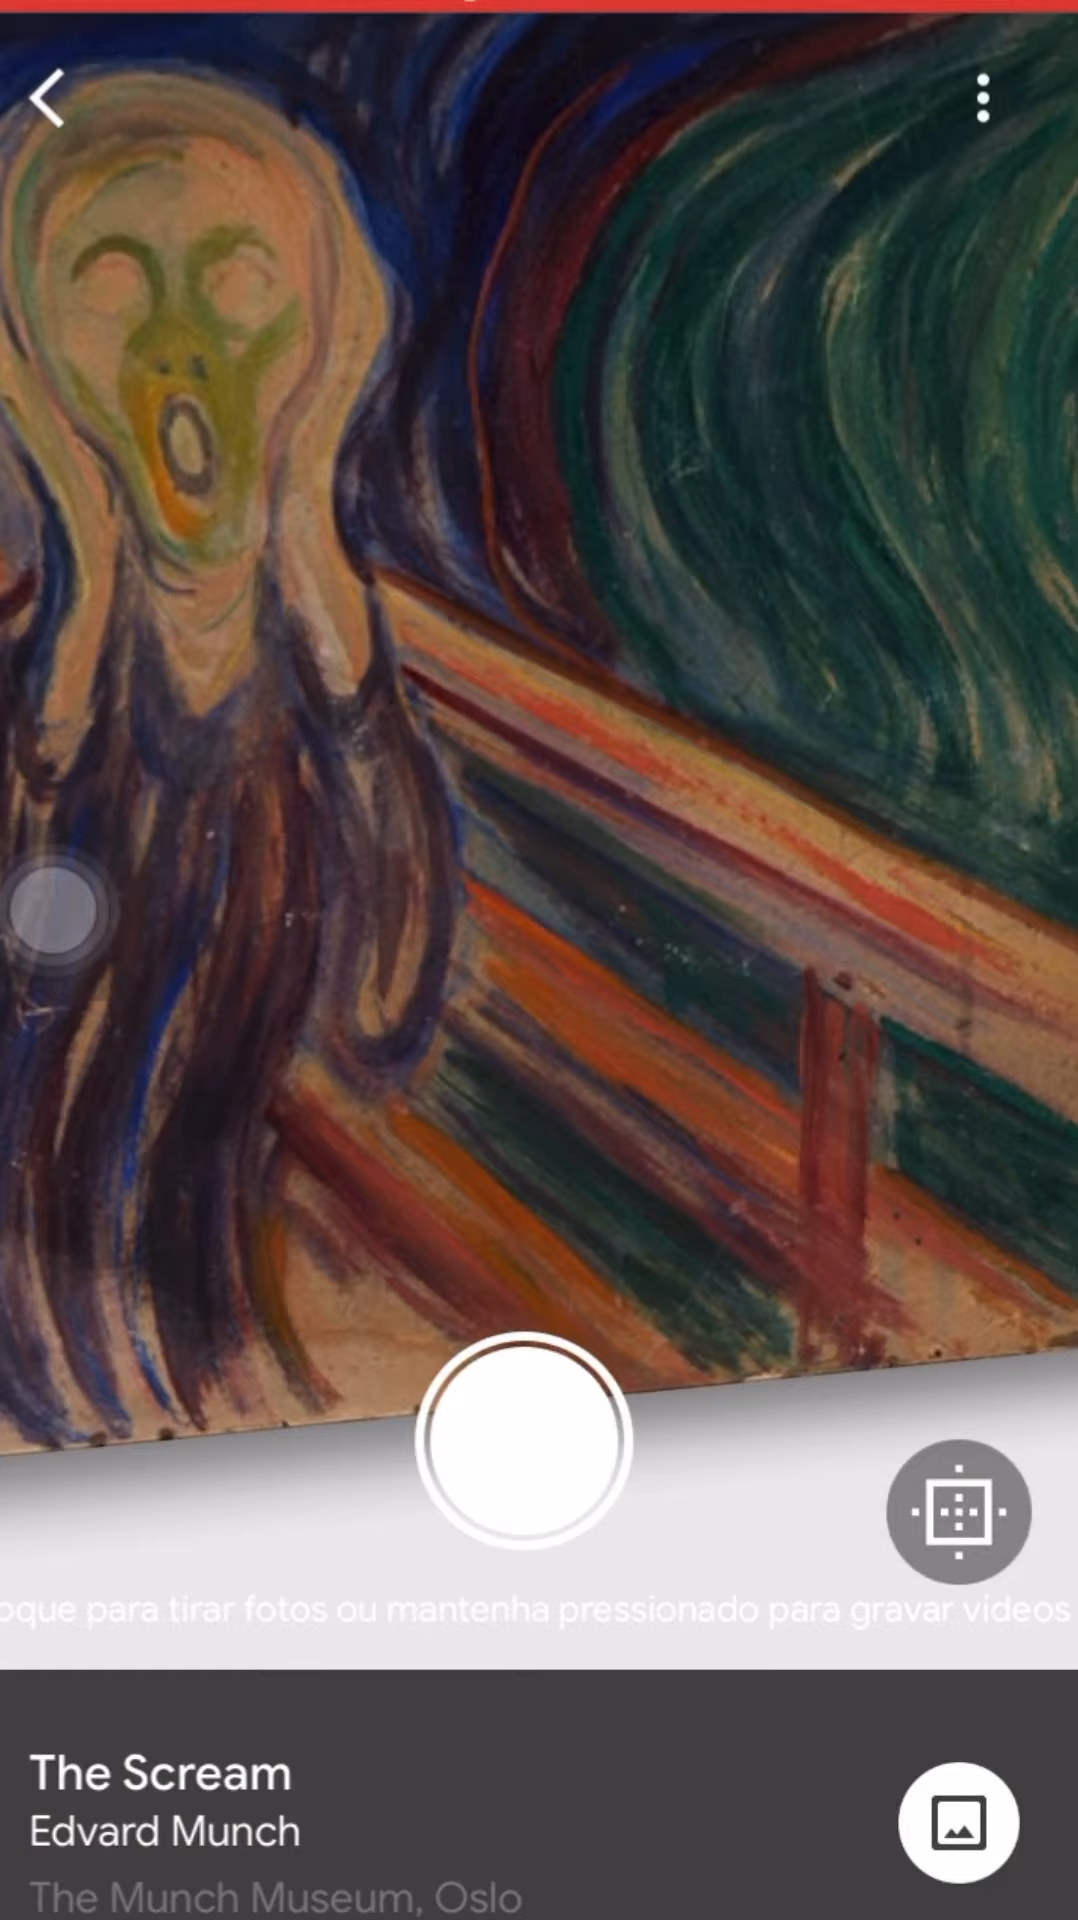 oque para tirar fotos ou mantenha pressionado para gravar vídeos
The Scream
Edvard Munch
The Munch Museum, Oslo